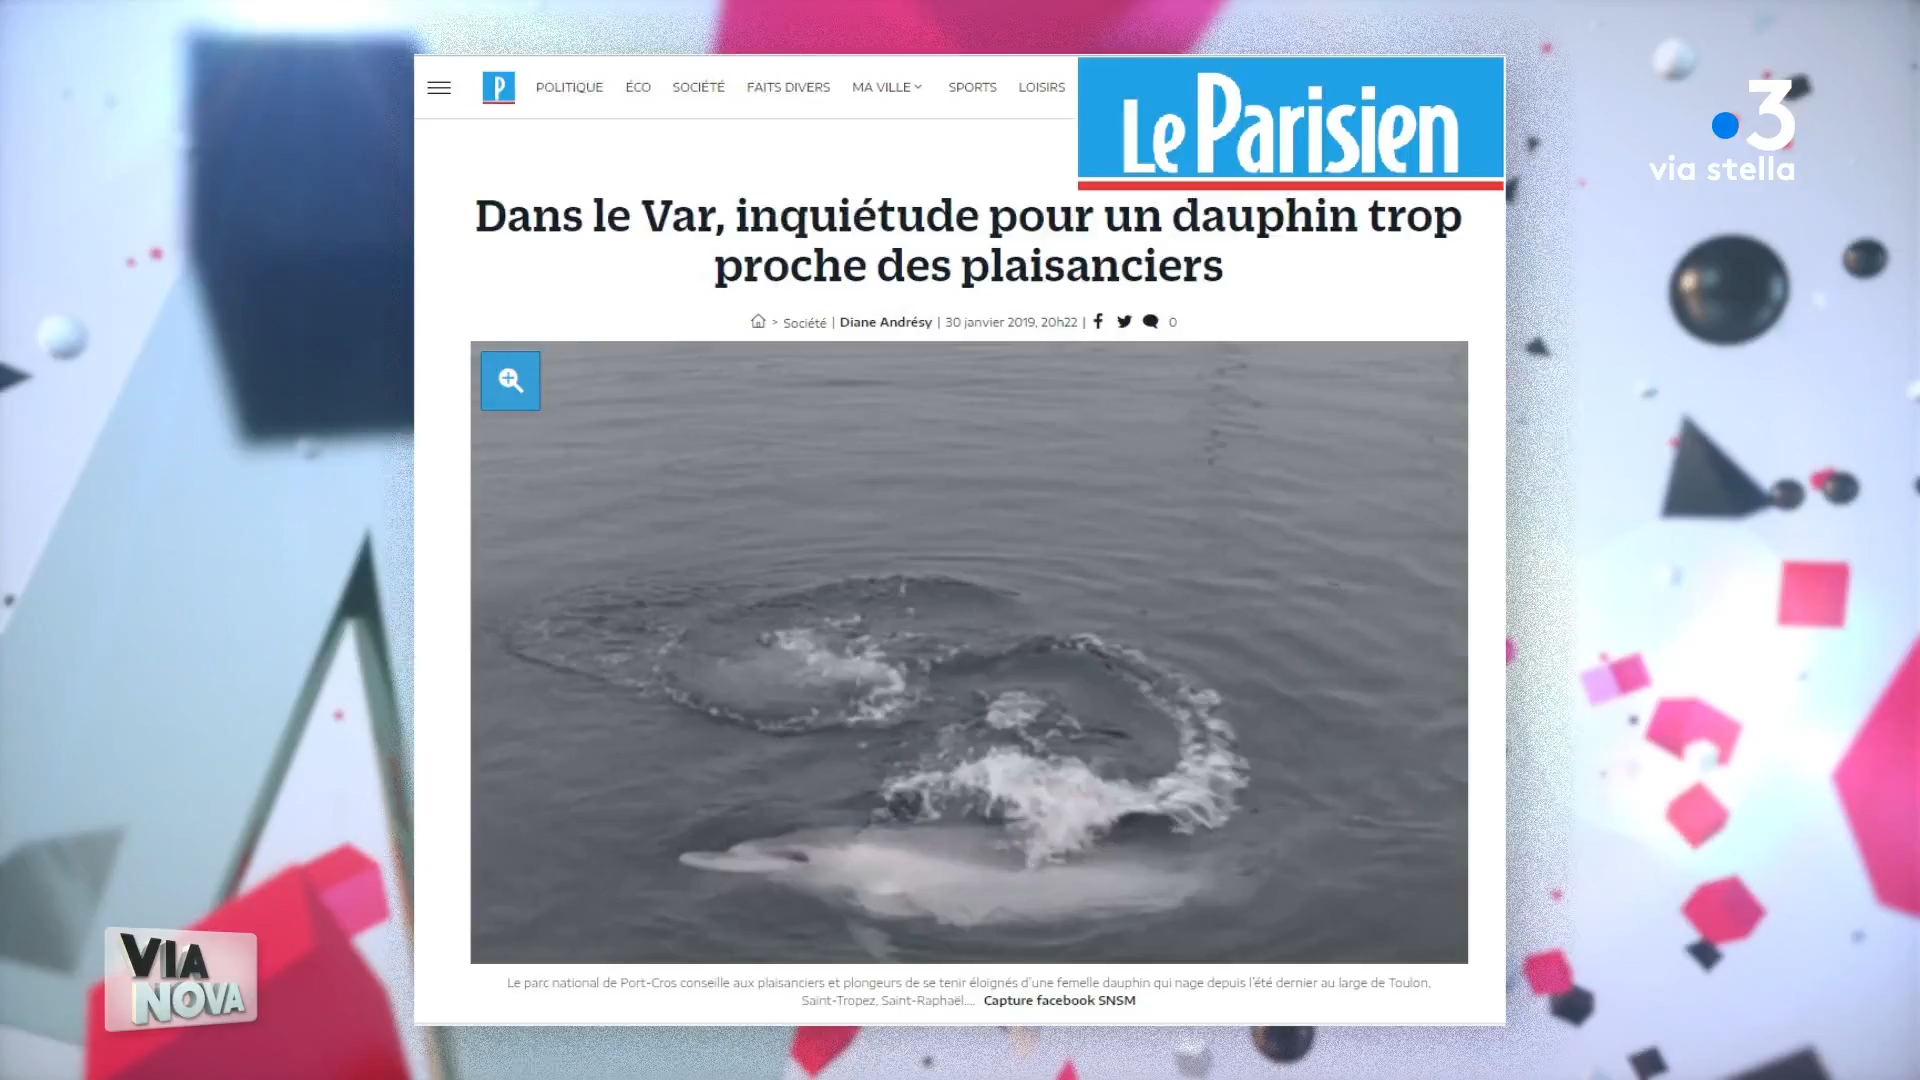 P POLITIQUE ÉCO SOCIÉTÉ FAITS DIVERS MA VILLE SPORTS LOISIRS
Le Parisien
3
via stella
Dans le Var, inquiétude pour un dauphin trop
proche des plaisanciers
> Société | Diane Andrésy | 30 janvier 2019, 20h22 | 0
Le parc national de Port-Cros conseille aux plaisanciers et plongeurs de se tenir éloignés d'une femelle dauphin qui nage depuis l'été dernier au large de Toulon,
Saint-Tropez, Saint-Raphaël.... Capture facebook SNSM
VIA
NOVA